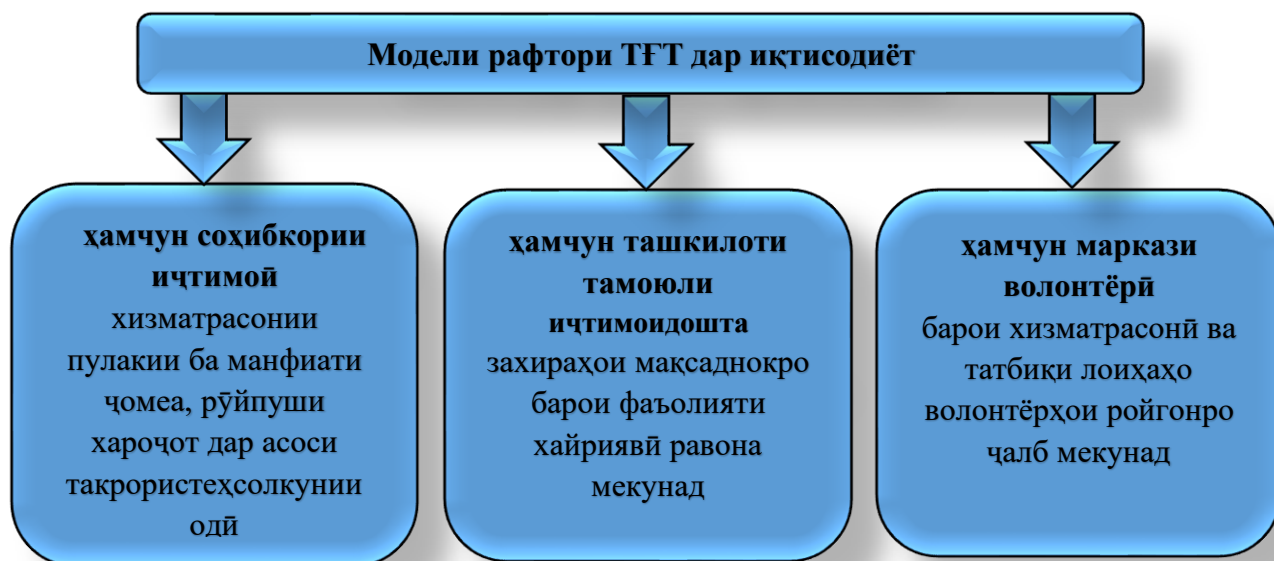 Модели рафтори ТҒТ дар иқтисодиёт
ҳамчун соҳибкории
иҷтимоӣ
хизматрасонии
пулакии ба манфиати
ҷомеа, рӯйпуши
хароҷот дар асоси
такрористеҳсолкунии
одӣ
ҳамчун ташкилоти
тамоюли
иҷтимоидошта
захираҳои мақсаднокро
барои фаъолияти
хайриявӣ равона
мекунад
ҳамчун маркази
волонтёрӣ
барои хизматрасонӣ ва
татбиқи лоиҳаҳо
волонтёрҳои ройгонро
ҷалб мекунад